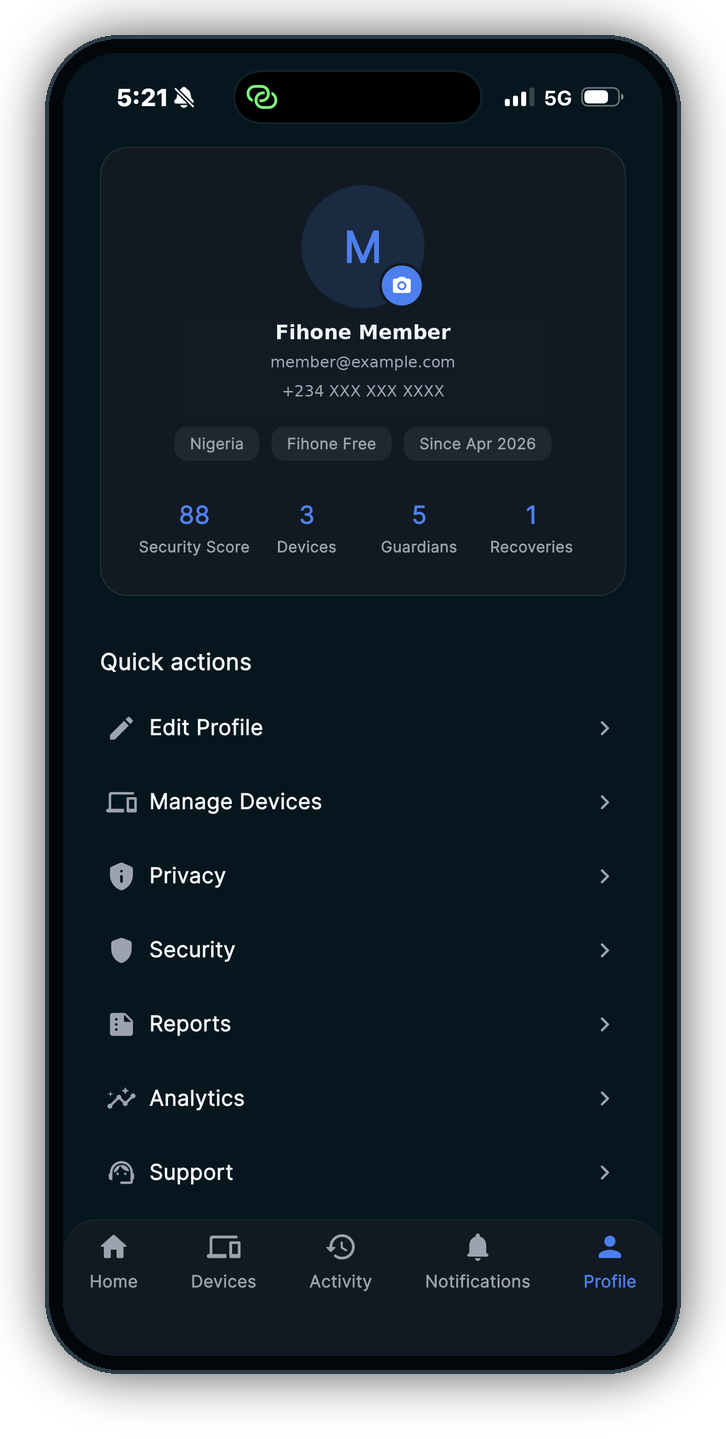 5:21 5G
M
Fihone Member
member@example.com
+234 XXX XXX XXXX
Nigeria Fihone Free Since Apr 2026
88 3 5 1
Security Score Devices Guardians Recoveries
Quick actions
Edit Profile
Manage Devices
Privacy
Security
Reports
Analytics
Support
Home Devices Activity Notifications Profile